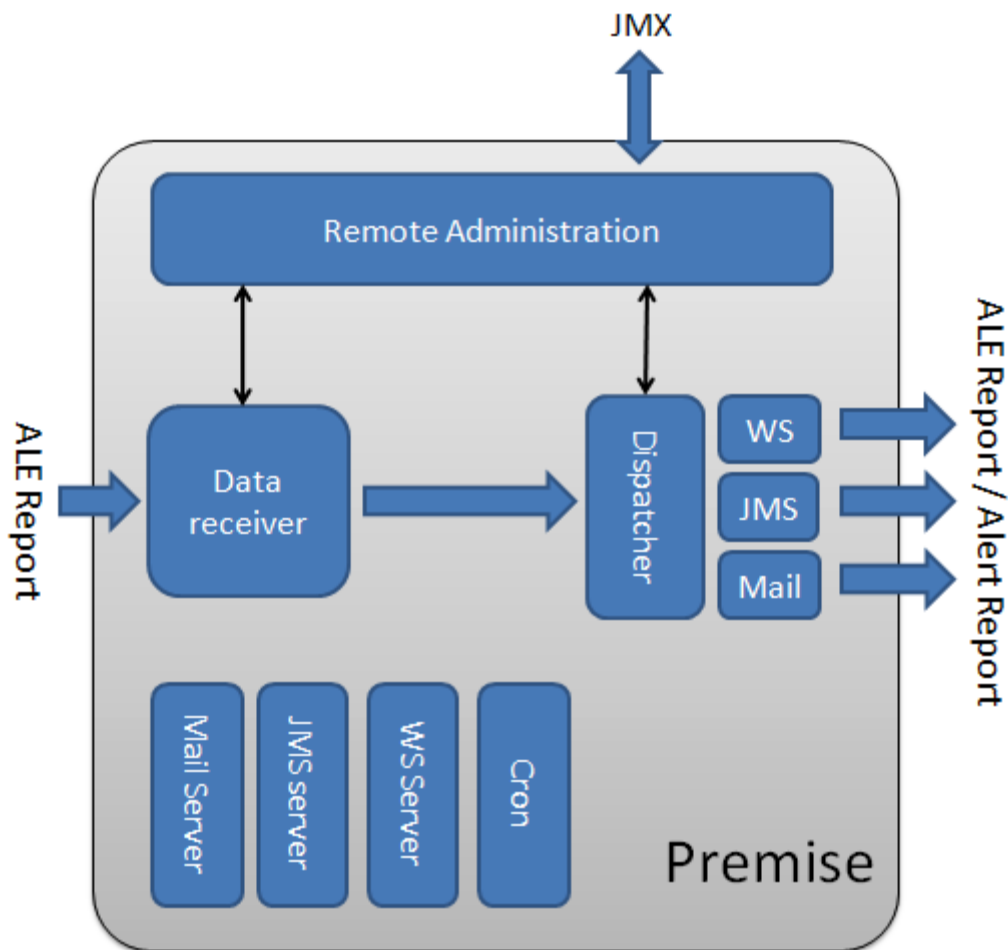 JMX
Remote Administration
ALE Report
Data
receiver
Dispatcher
WS
JMS
Mail
ALE Report / Alert Report
Mail Server
JMS server
WS Server
Cron
Premise